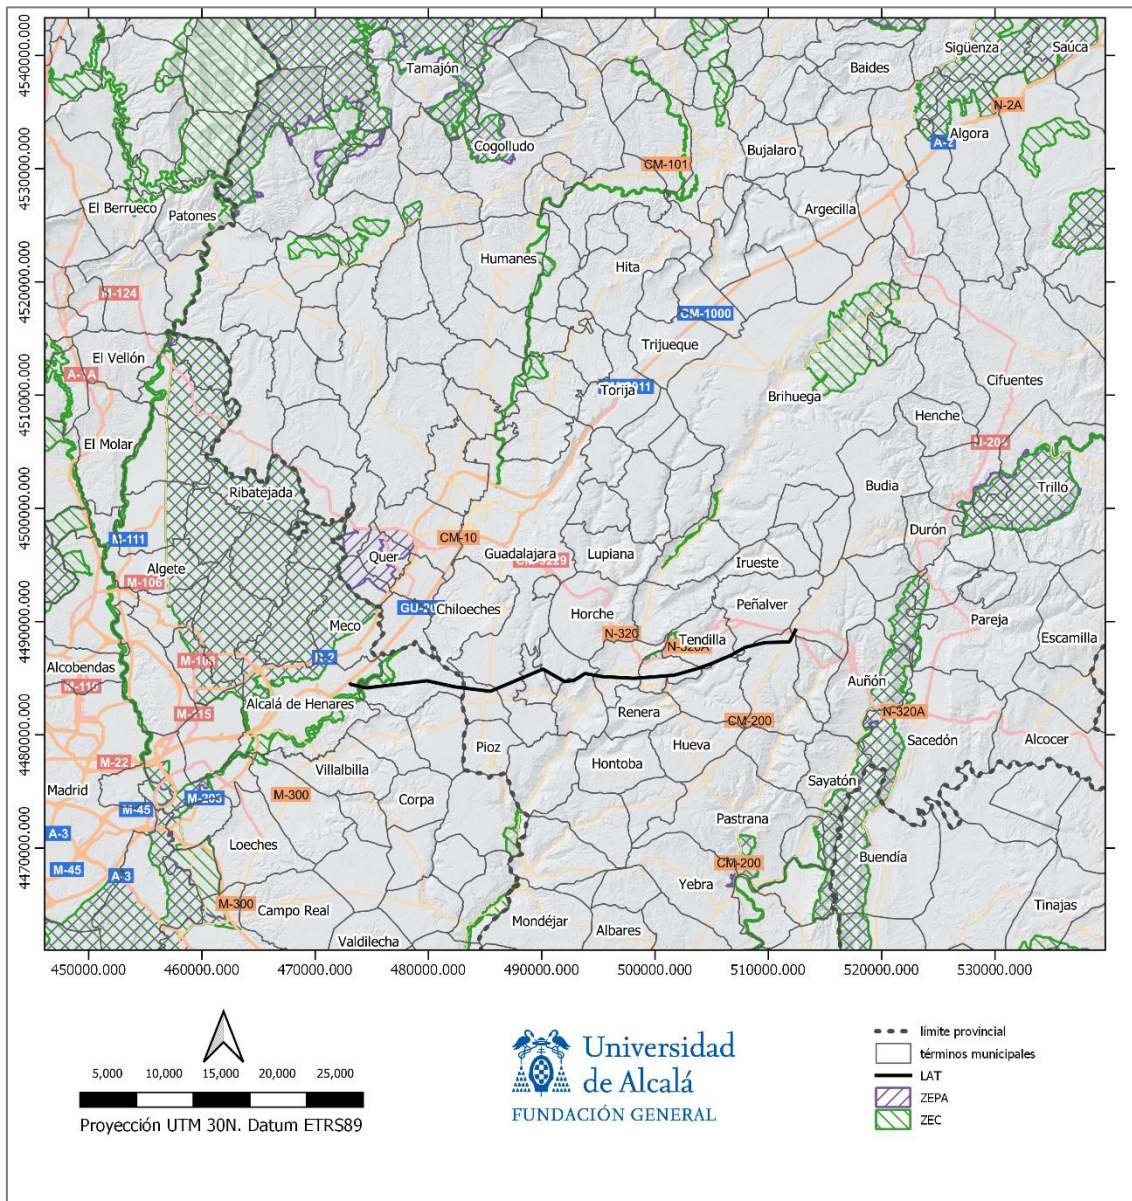 Sigüenza
Saúca
Baides
Tamajón
N-2A
Algora
A-2
Cogolludo
Bujalaro
CM-101
El Berrueco
Patones
Argecilla
Humanes
Hita
M-124
CM-1000
Trijueque
El Vellón
Torija
Cifuentes
Brihuega
Henche
El Molar
N-204
Ribatejada
Budia
Trillo
Durón
M-111
CM-10
Quer
Guadalajara
Lupiana
Irueste
Algete
M-106
Chiloeches
Peñalver
Horche
Pareja
Meco
N-320
Tendilla
N-320A
Escamilla
Alcobendas
R-2
Auñón
Alcalá de Henares
M-115
Renera
CM-200
N-320A
Sacedón
Alcocer
Pioz
Hueva
M-22
Villalbilla
Hontoba
Sayatón
Madrid
M-300
Corpa
M-203
M-45
Pastrana
A-3
Loeches
Buendía
M-45
A-3
CM-200
Yebra
M-300
Campo Real
Mondéjar
Albares
Tinajas
Valdilecha
4540000.000
4530000.000
4520000.000
4510000.000
4500000.000
4490000.000
4480000.000
4470000.000
450000.000 460000.000 470000.000 480000.000 490000.000 500000.000 510000.000 520000.000 530000.000
5,000 10,000 15,000 20,000 25,000
Proyección UTM 30N. Datum ETRS89
Universidad
de Alcalá
FUNDACIÓN GENERAL
límite provincial
términos municipales
LAT
ZEPA
ZEC